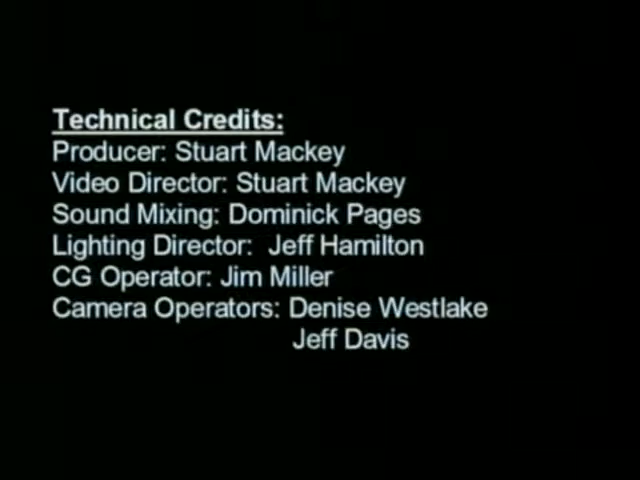 Technical Credits:
Producer: Stuart Mackey
Video Director: Stuart Mackey
Sound Mixing: Dominick Pages
Lighting Director:  Jeff Hamilton
CG Operator: Jim Miller
Camera Operators: Denise Westlake
Jeff Davis